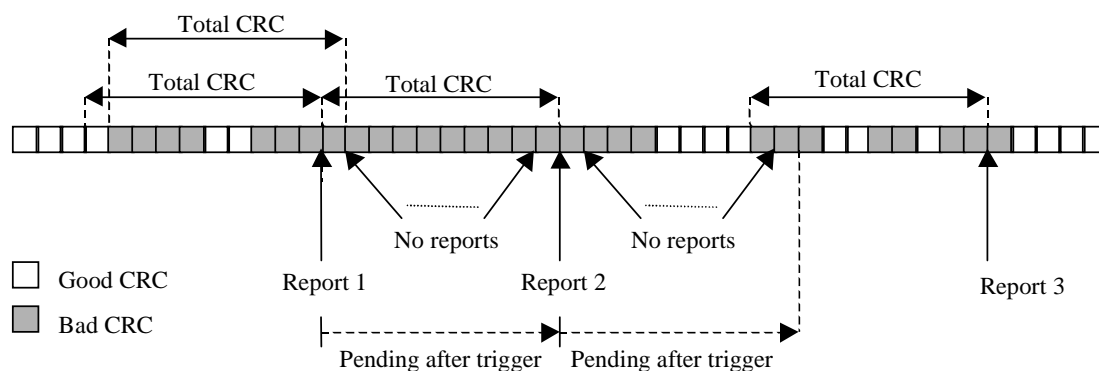 Total CRC
Total CRC
Total CRC
Total CRC
No reports
No reports
Report 1
Report 2
Report 3
Good CRC
Bad CRC
Pending after trigger
Pending after trigger